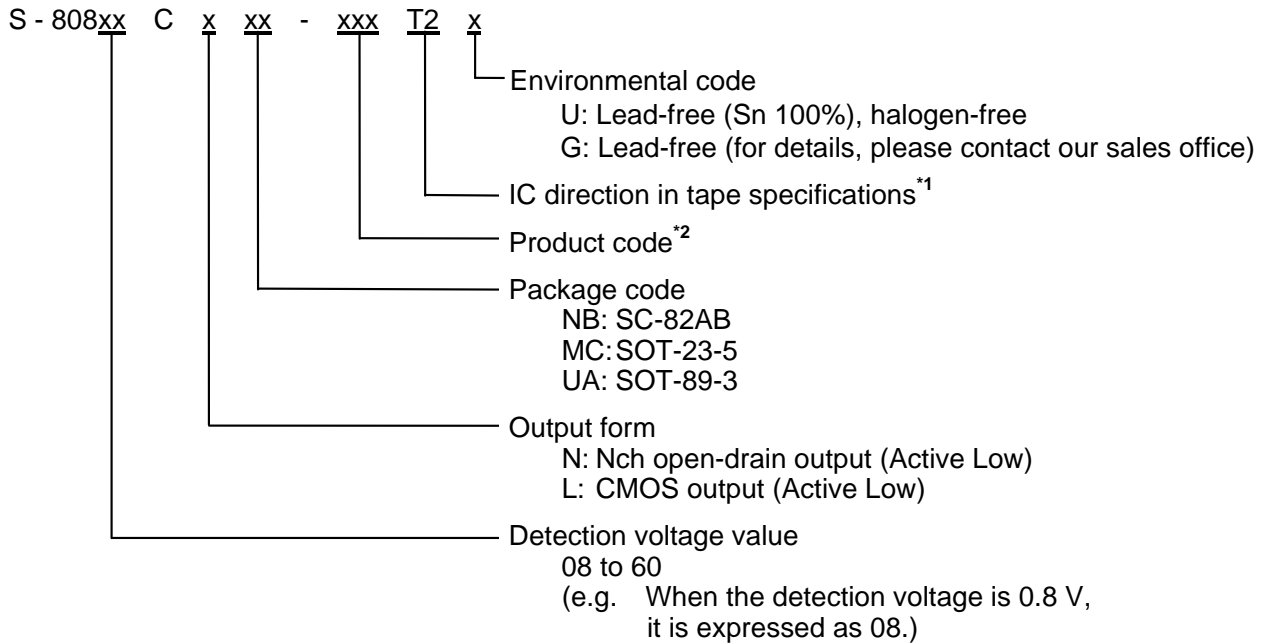 S - 808xx C x xx - xxx T2 x
Environmental code
U: Lead-free (Sn 100%), halogen-free
G: Lead-free (for details, please contact our sales office)
IC direction in tape specifications*1
Product code*2
Package code
NB: SC-82AB
MC: SOT-23-5
UA: SOT-89-3
Output form
N: Nch open-drain output (Active Low)
L: CMOS output (Active Low)
Detection voltage value
08 to 60
(e.g. When the detection voltage is 0.8 V,
it is expressed as 08.)